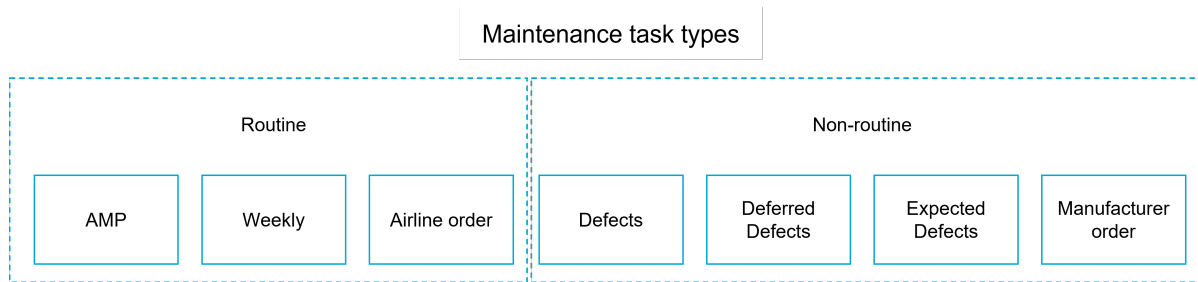 Maintenance task types
Routine
Non-routine
AMP
Weekly
Airline order
Defects
Deferred
Defects
Expected
Defects
Manufacturer
order